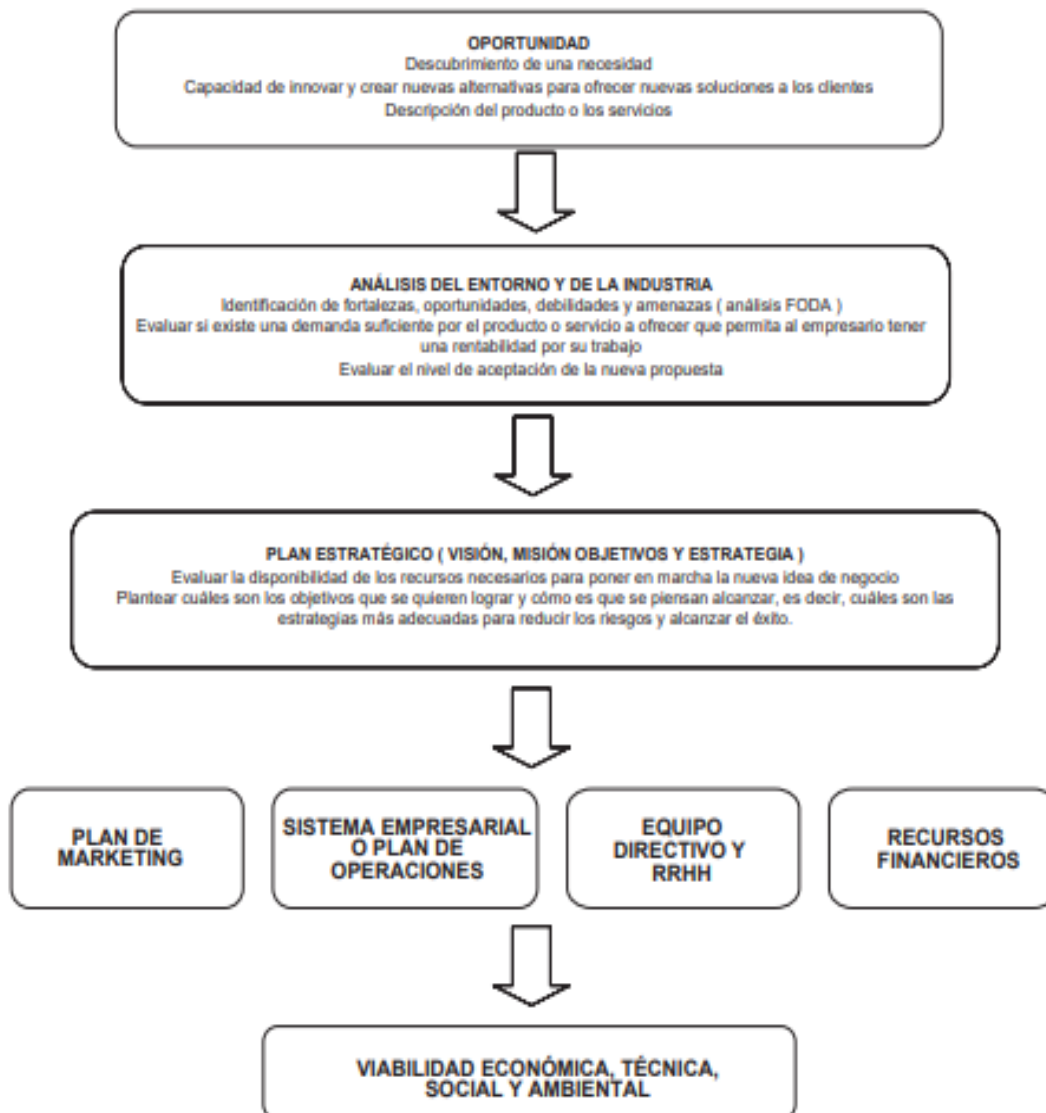 OPORTUNIDAD
Descubrimiento de una necesidad
Capacidad de innovar y crear nuevas alternativas para ofrecer nuevas soluciones a los clientes
Descripción del producto o los servicios
ANÁLISIS DEL ENTORNO Y DE LA INDUSTRIA
Identificación de fortalezas, oportunidades, debilidades y amenazas ( análisis FODA )
Evaluar si existe una demanda suficiente por el producto o servicio a ofrecer que permita al empresario tener
una rentabilidad por su trabajo
Evaluar el nivel de aceptación de la nueva propuesta
PLAN ESTRATÉGICO ( VISIÓN, MISIÓN OBJETIVOS Y ESTRATEGIA )
Evaluar la disponibilidad de los recursos necesarios para poner en marcha la nueva idea de negocio
Plantear cuáles son los objetivos que se quieren lograr y cómo es que se piensan alcanzar, es decir, cuáles son las
estrategias más adecuadas para reducir los riesgos y alcanzar el éxito.
PLAN DE
MARKETING
SISTEMA EMPRESARIAL
O PLAN DE
OPERACIONES
EQUIPO
DIRECTIVO Y
RRHH
RECURSOS
FINANCIEROS
VIABILIDAD ECONÓMICA, TÉCNICA,
SOCIAL Y AMBIENTAL